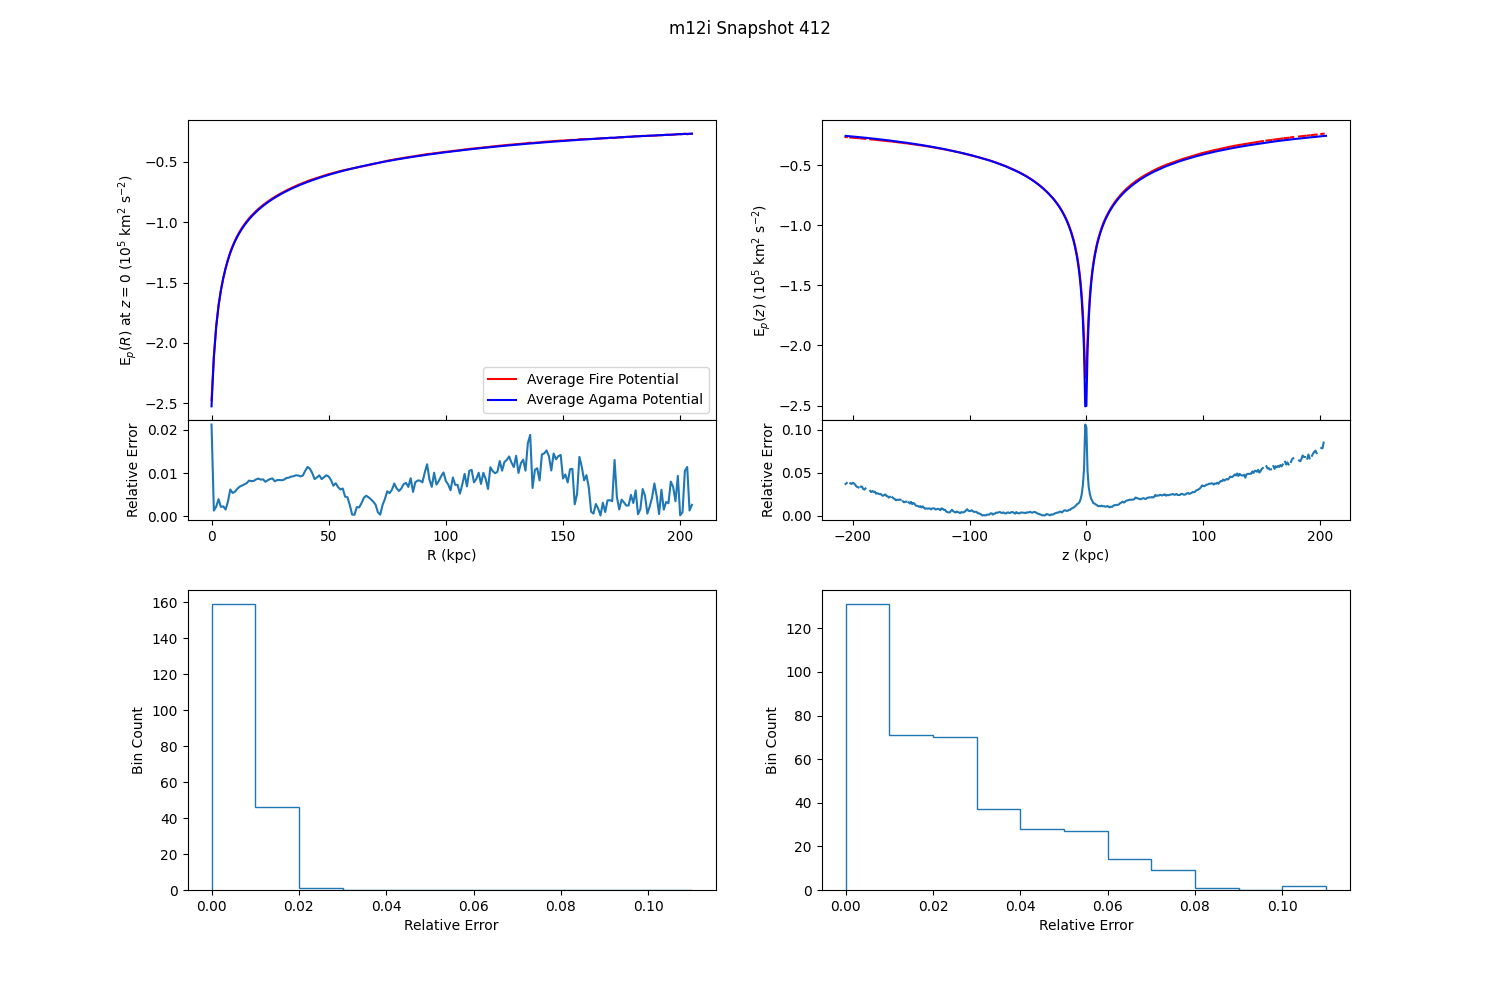 m12i Snapshot 412
E_p(R) at z = 0 (10^5 km^2 s^−2)
−0.5
−1.0
−1.5
−2.0
−2.5
Average Fire Potential
Average Agama Potential
Relative Error
0.02
0.01
0.00
0 50 100 150 200
R (kpc)
E_p(z) (10^5 km^2 s^−2)
−0.5
−1.0
−1.5
−2.0
−2.5
Relative Error
0.10
0.05
0.00
−200 −100 0 100 200
z (kpc)
Bin Count
160
140
120
100
80
60
40
20
0
0.00 0.02 0.04 0.06 0.08 0.10
Relative Error
Bin Count
120
100
80
60
40
20
0
0.00 0.02 0.04 0.06 0.08 0.10
Relative Error